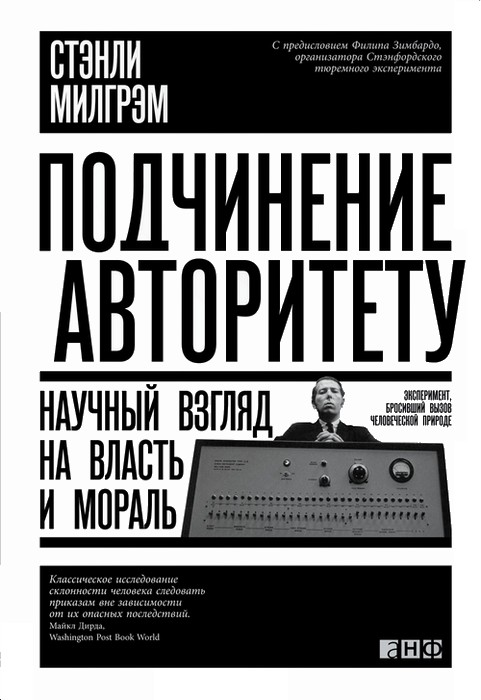 СТЭНЛИ
МИЛГРЭМ
С предисловием Филипа Зимбардо,
организатора Стэнфордского
тюремного эксперимента
ПОДЧИНЕНИЕ
АВТОРИТЕТУ
НАУЧНЫЙ ВЗГЛЯД
НА ВЛАСТЬ
И МОРАЛЬ
ЭКСПЕРИМЕНТ,
БРОСИВШИЙ ВЫЗОВ
ЧЕЛОВЕЧЕСКОЙ ПРИРОДЕ
Классическое исследование
склонности человека следовать
приказам вне зависимости
от их опасных последствий.
Майкл Дирда,
Washington Post Book World
АНФ